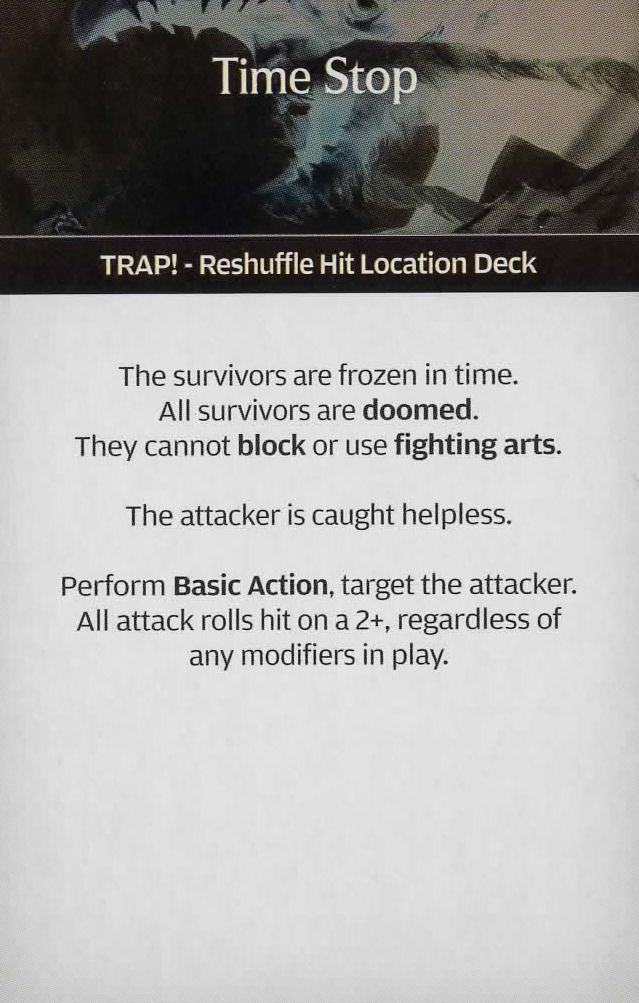 Time Stop
TRAP! - Reshuffle Hit Location Deck
The survivors are frozen in time.
All survivors are doomed.
They cannot block or use fighting arts.
The attacker is caught helpless.
Perform Basic Action, target the attacker.
All attack rolls hit on a 2+, regardless of
any modifiers in play.